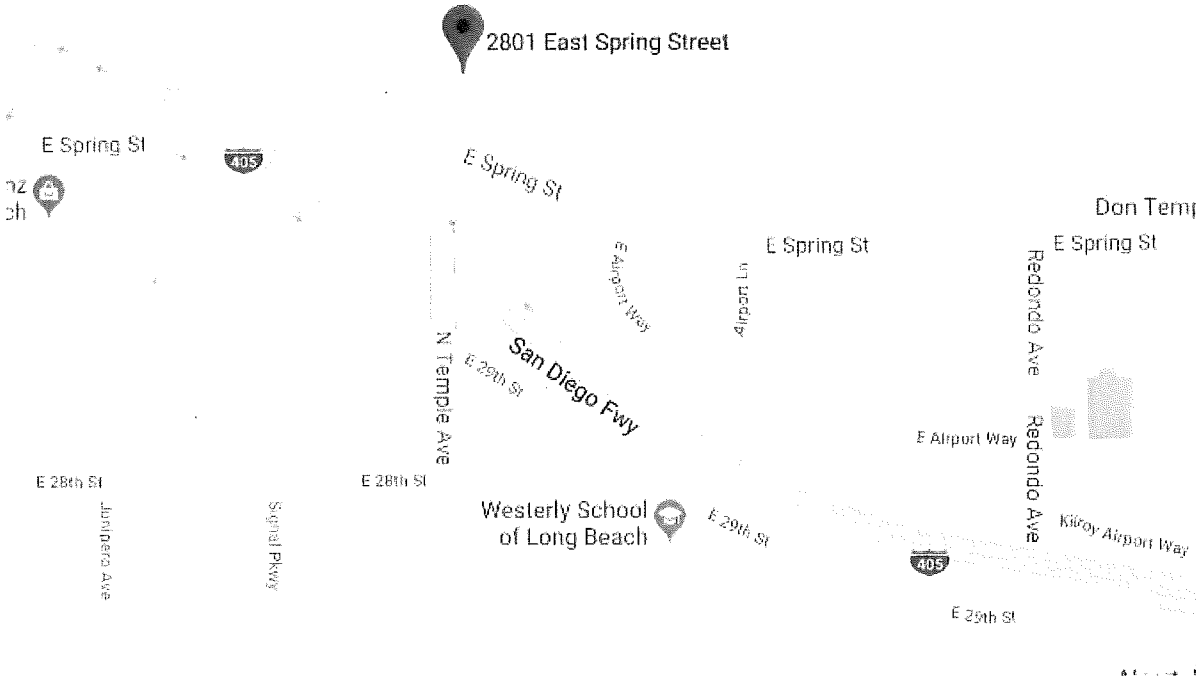 2801 East Spring Street
E Spring St
405
E Spring St
Don
E Spring St
E Spring St
E Airport Way
Airport Ln
Redondo Ave
N Temple Ave
E 29th St
San Diego Fwy
E Airport Way
Redondo Ave
E 28th St
E 28th St
Junipero Ave
Signal Pkwy
Westerly School
of Long Beach
E 29th St
Kilroy Airport Way
405
E 29th St